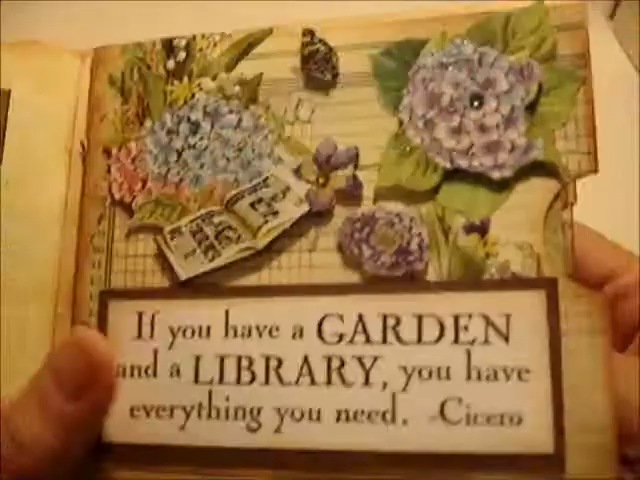 If you have a GARDEN
and a LIBRARY, you have
everything you need. -Cicero